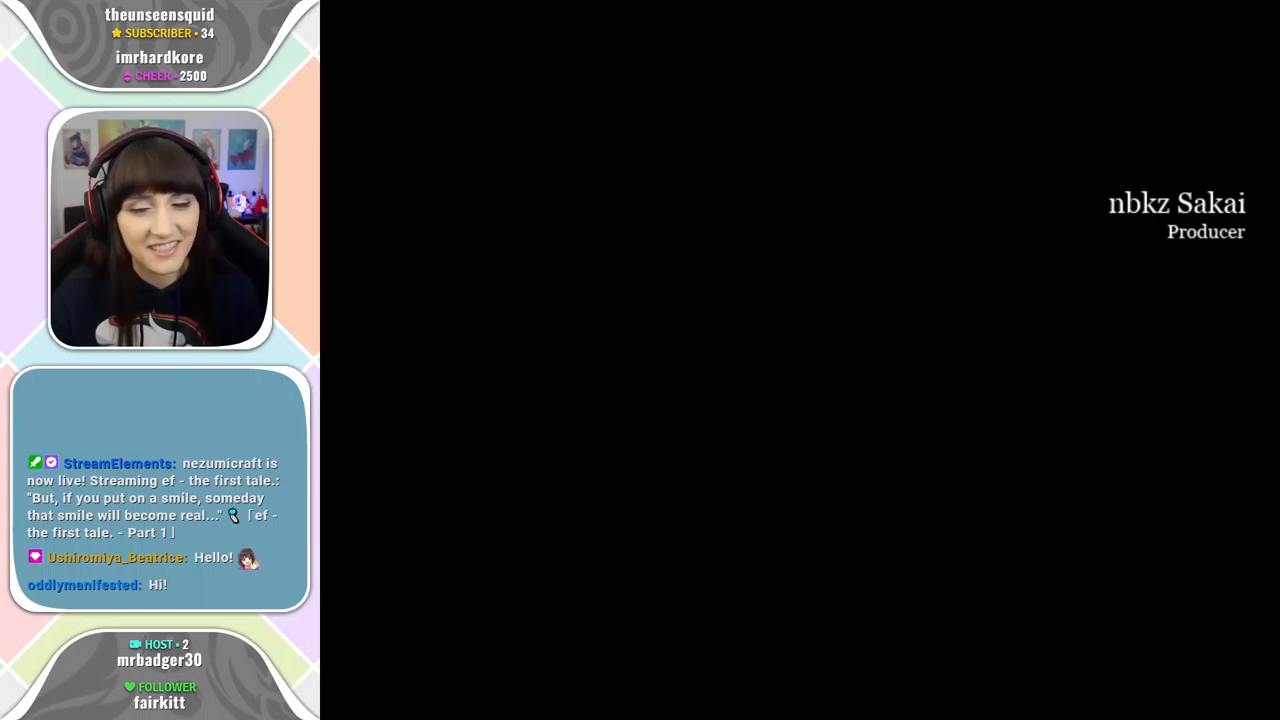 theunseensquid
SUBSCRIBER • 34
imrhardkore
CHEER • 2500
nbkz Sakai
Producer
StreamElements: nezumicraft is
now live! Streaming ef - the first tale.:
"But, if you put on a smile, someday
that smile will become real..." 「ef -
the first tale. - Part 1」
Ushiromiya_Beatrice: Hello!
oddlymanifested: Hi!
HOST • 2
mrbadger30
FOLLOWER
fairkitt